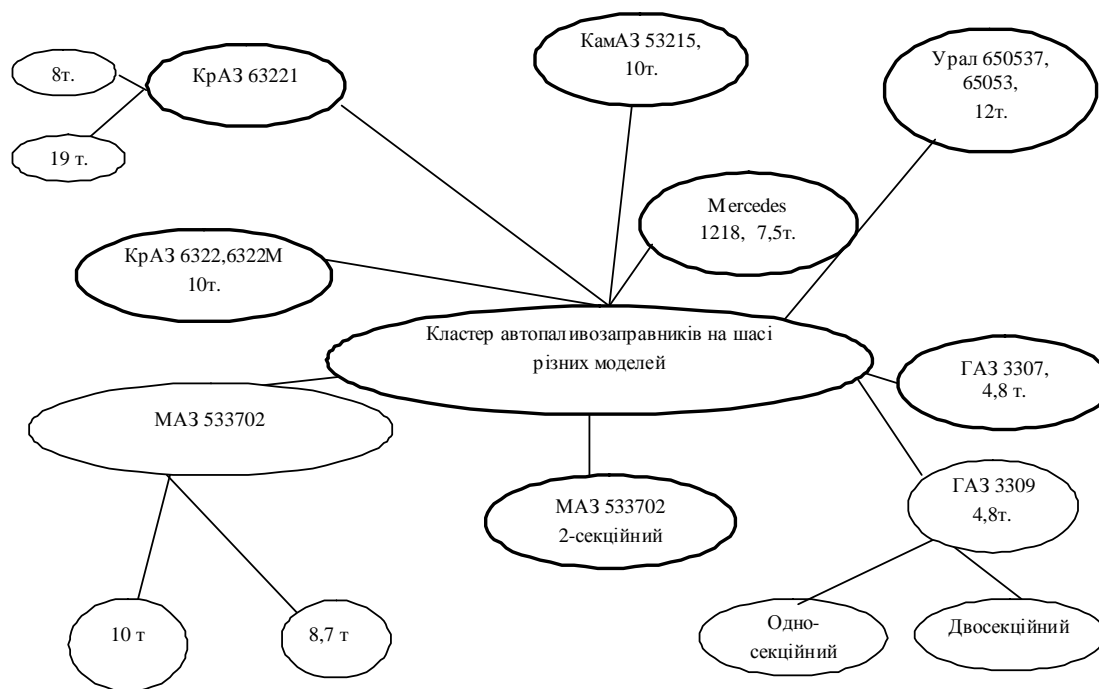 КамАЗ 53215,
10т.
Урал 650537,
65053,
12т.
8т.
КрАЗ 63221
19 т.
Mercedes
1218, 7,5т.
КрАЗ 6322,6322М
10т.
Кластер автопаливозаправників на шасі
різних моделей
ГАЗ 3307,
4,8 т.
МАЗ 533702
МАЗ 533702
2-секційний
ГАЗ 3309
4,8т.
10 т
8,7 т
Одно-
секційний
Двосекційний